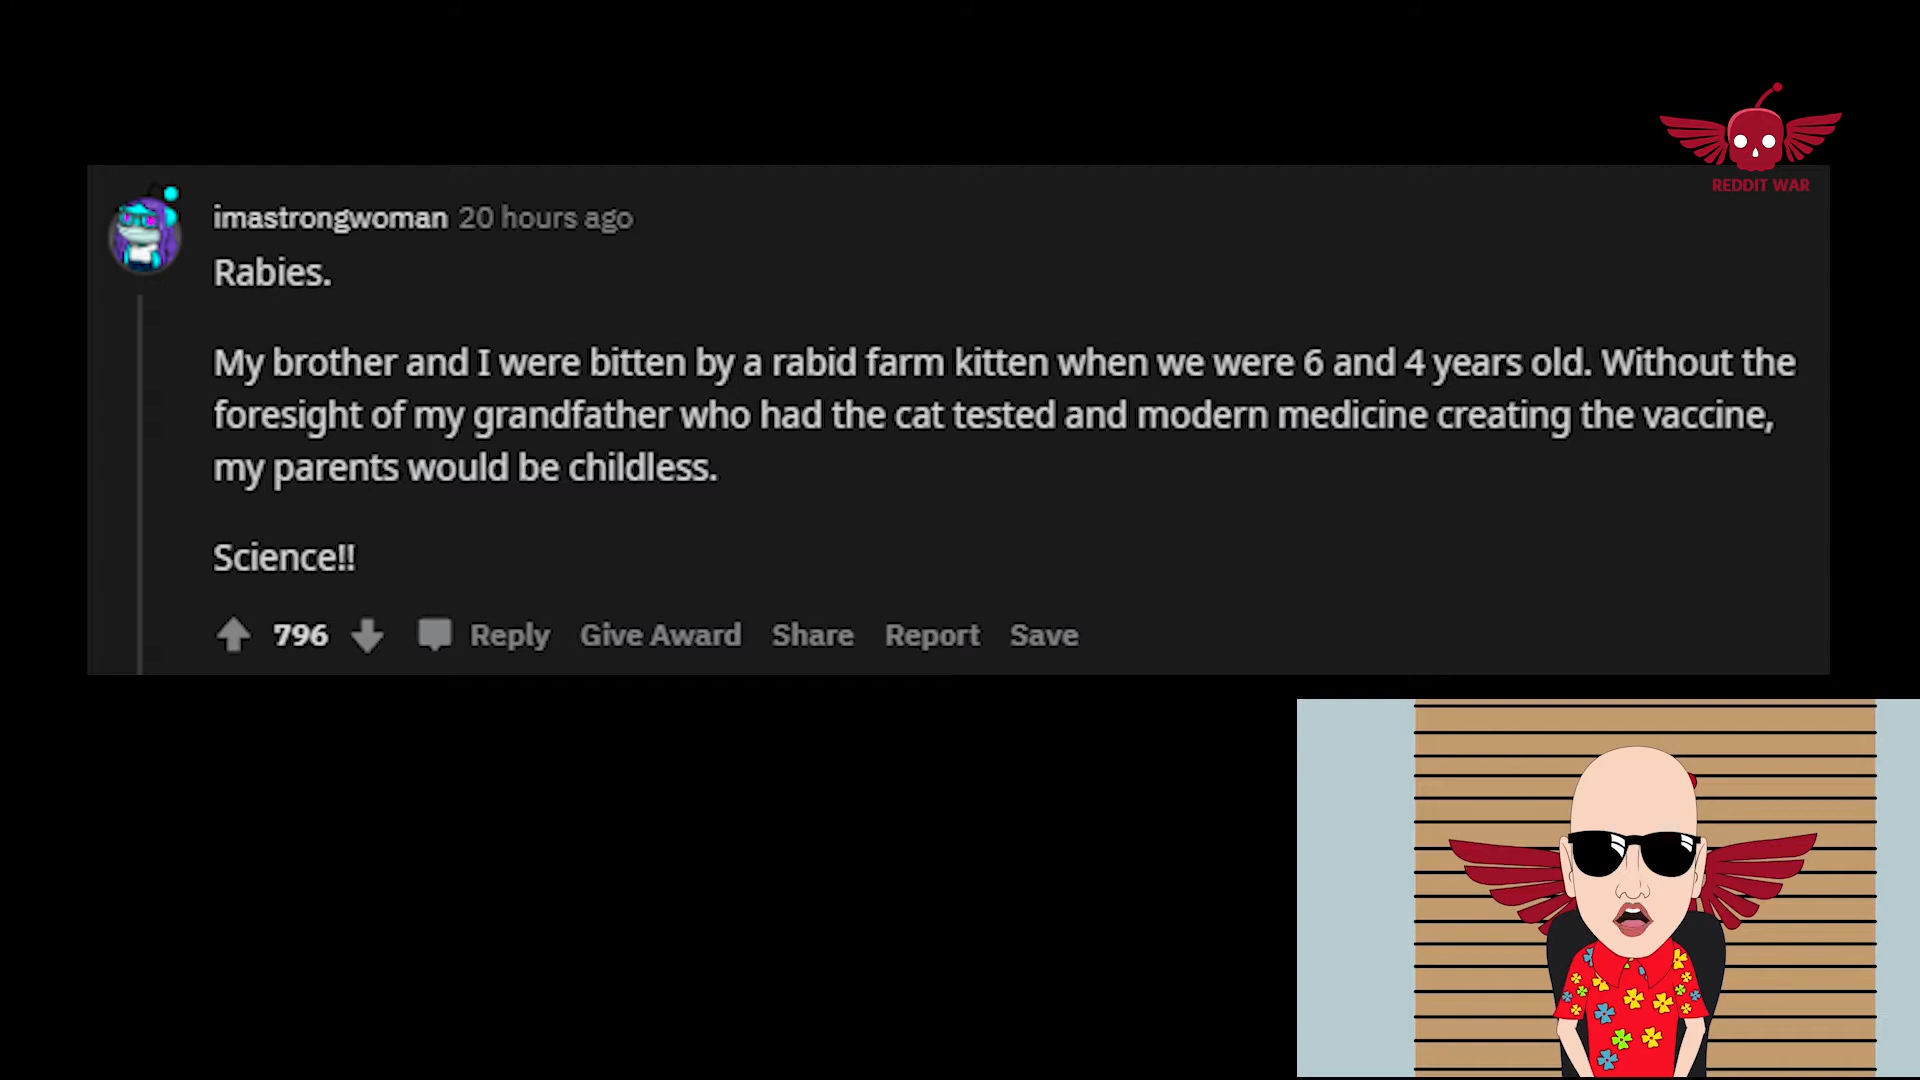 REDDIT WAR
imastrongwoman 20 hours ago
Rabies.
My brother and I were bitten by a rabid farm kitten when we were 6 and 4 years old. Without the
foresight of my grandfather who had the cat tested and modern medicine creating the vaccine,
my parents would be childless.
Science!!
796 Reply Give Award Share Report Save